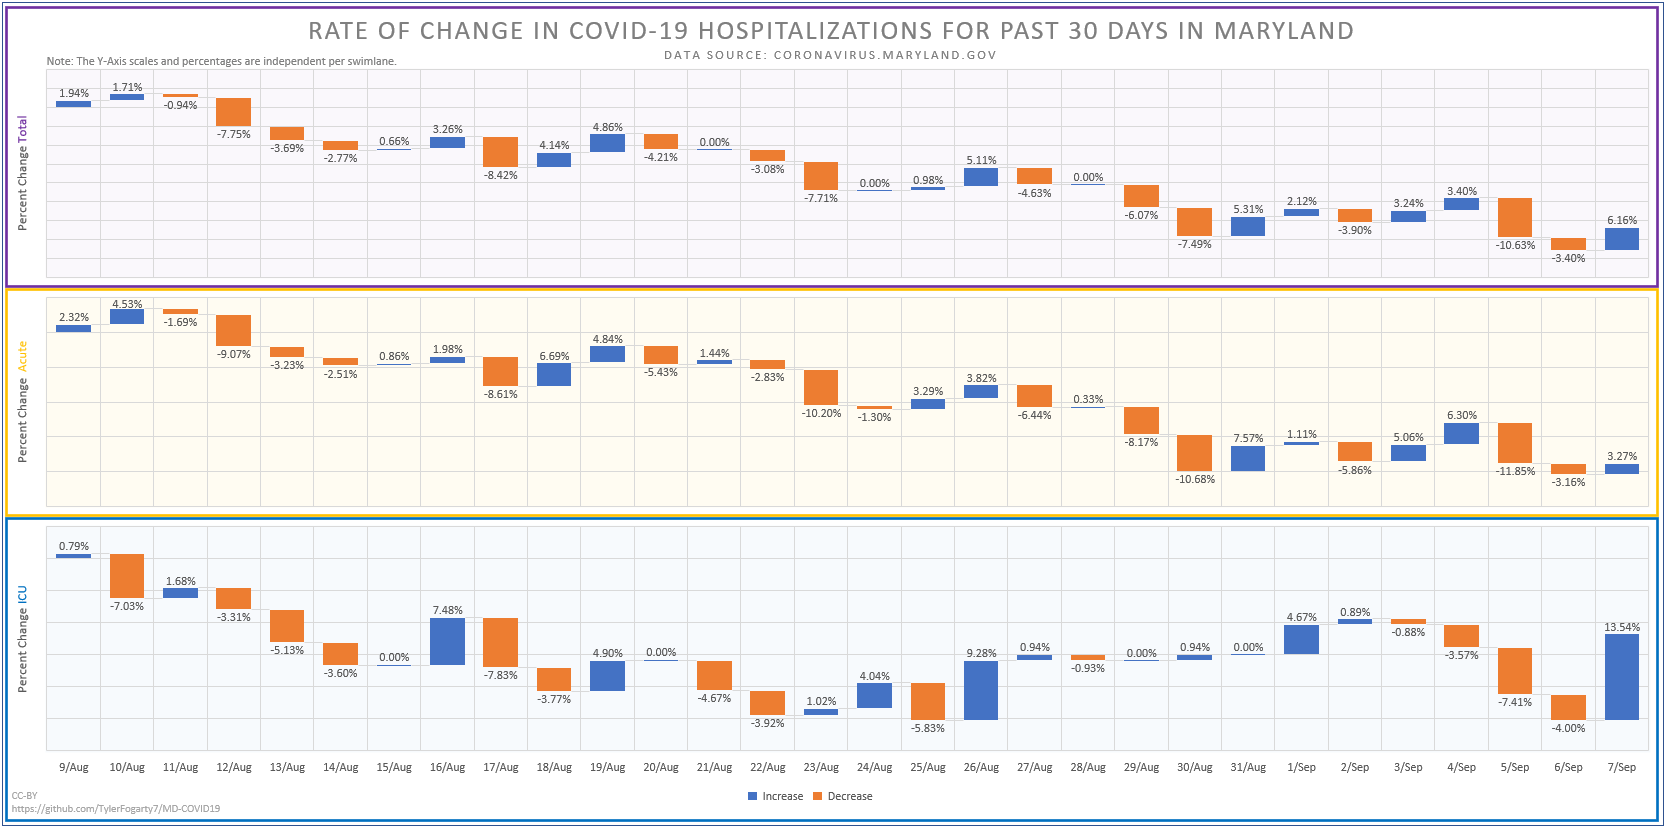 RATE OF CHANGE IN COVID-19 HOSPITALIZATIONS FOR PAST 30 DAYS IN MARYLAND
DATA SOURCE: CORONAVIRUS.MARYLAND.GOV
Note: The Y-Axis scales and percentages are independent per swimlane.
Percent Change Total
1.94% 1.71% -0.94% -7.75% -3.69% -2.77% 0.66% 3.26% -8.42% 4.14% 4.86% -4.21% 0.00% -3.08% -7.71% 0.00% 0.98% 5.11% -4.63% 0.00% -6.07% -7.49% 5.31% 2.12% -3.90% 3.24% 3.40% -10.63% -3.40% 6.16%
Percent Change Acute
2.32% 4.53% -1.69% -9.07% -3.23% -2.51% 0.86% 1.98% -8.61% 6.69% 4.84% -5.43% 1.44% -2.83% -10.20% -1.30% 3.29% 3.82% -6.44% 0.33% -8.17% -10.68% 7.57% 1.11% -5.86% 5.06% 6.30% -11.85% -3.16% 3.27%
Percent Change ICU
0.79% -7.03% 1.68% -3.31% -5.13% -3.60% 0.00% 7.48% -7.83% -3.77% 4.90% 0.00% -4.67% -3.92% 1.02% 4.04% -5.83% 9.28% 0.94% -0.93% 0.00% 0.94% 0.00% 4.67% 0.89% -0.88% -3.57% -7.41% -4.00% 13.54%
9/Aug 10/Aug 11/Aug 12/Aug 13/Aug 14/Aug 15/Aug 16/Aug 17/Aug 18/Aug 19/Aug 20/Aug 21/Aug 22/Aug 23/Aug 24/Aug 25/Aug 26/Aug 27/Aug 28/Aug 29/Aug 30/Aug 31/Aug 1/Sep 2/Sep 3/Sep 4/Sep 5/Sep 6/Sep 7/Sep
Increase Decrease
CC-BY
https://github.com/TylerFogarty7/MD-COVID19